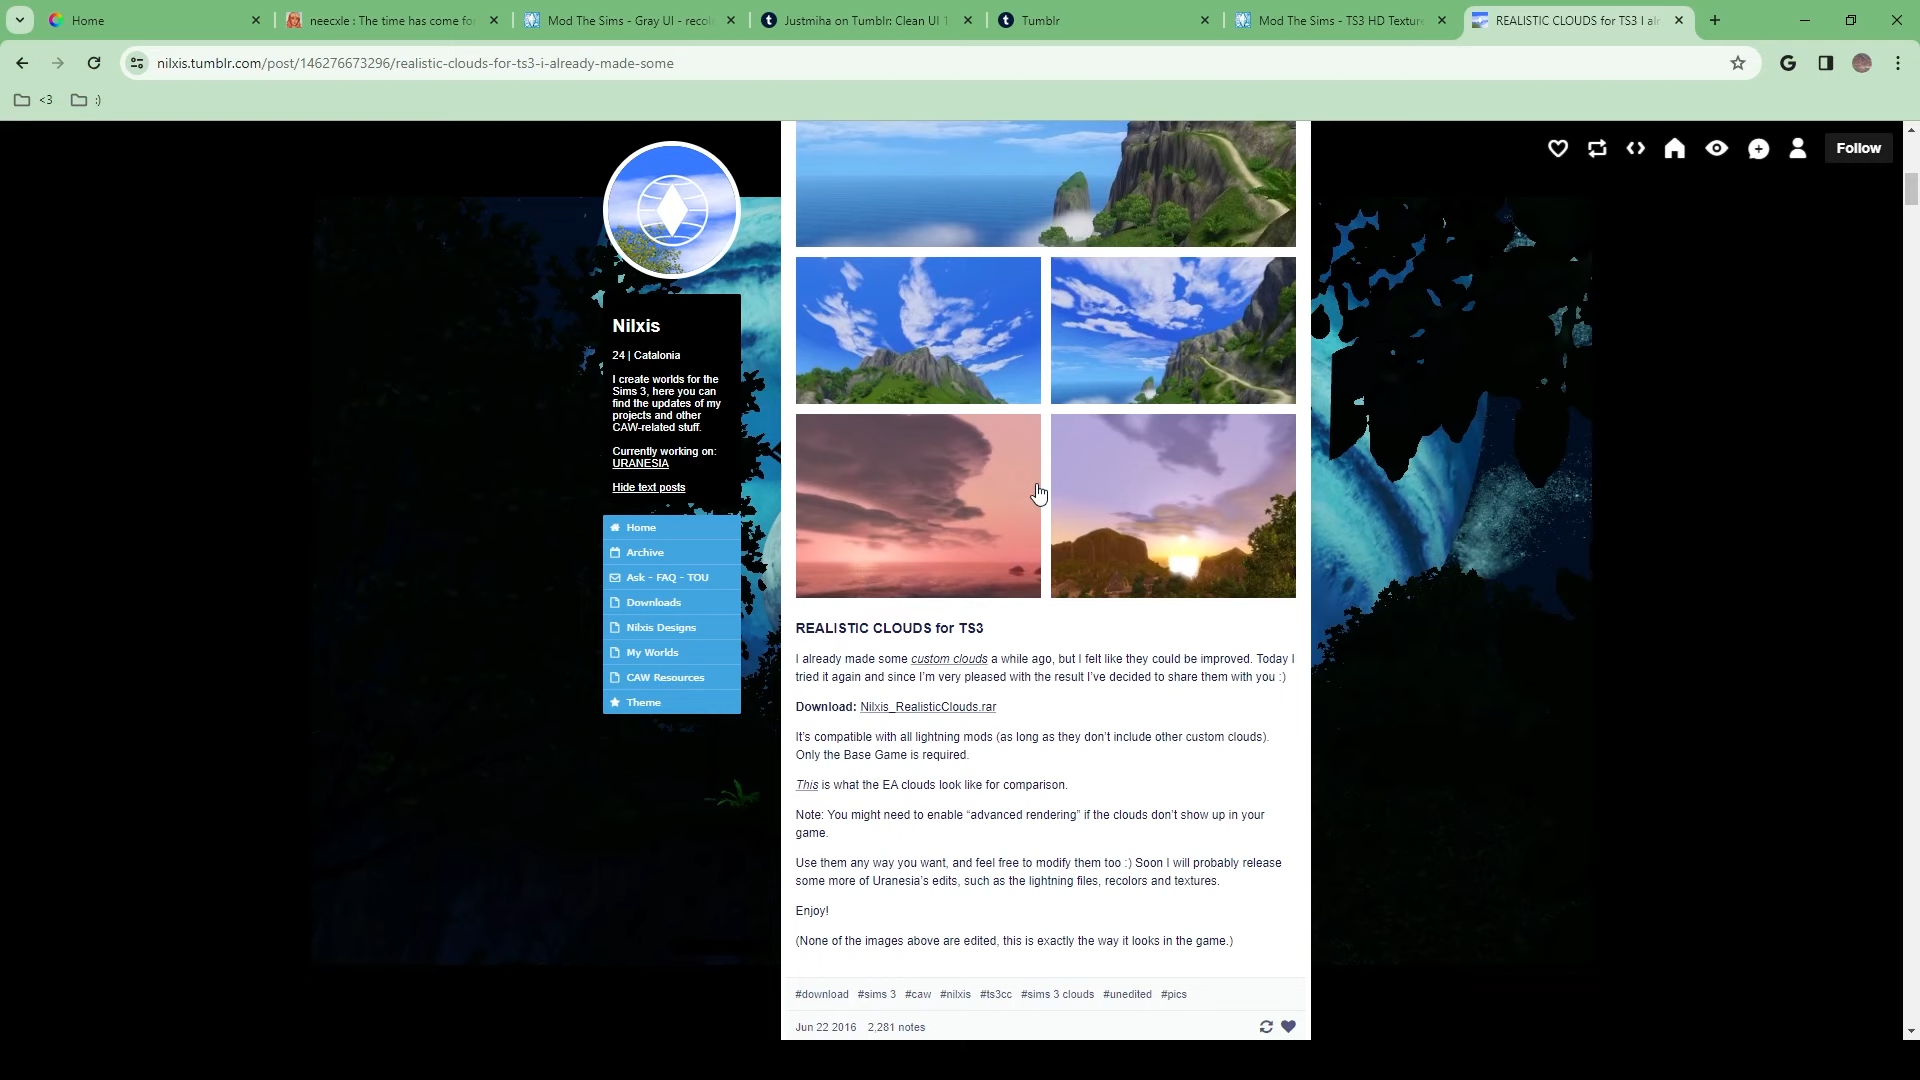 Home
neecxle : The time has come fo
Mod The Sims - Gray UI - reco
Justmiha on Tumblr: Clean UI 1
Tumblr
Mod The Sims - TS3 HD Texture
REALISTIC CLOUDS for TS3 I alr
nilxis.tumblr.com/post/146276673296/realistic-clouds-for-ts3-i-already-made-some
<3
:)
Follow
Nilxis
24 | Catalonia
I create worlds for the
Sims 3, here you can
find the updates of my
projects and other
CAW-related stuff.
Currently working on:
URANESIA
Hide text posts
Home
Archive
Ask - FAQ - TOU
Downloads
Nilxis Designs
My Worlds
CAW Resources
Theme
REALISTIC CLOUDS for TS3
I already made some custom clouds a while ago, but I felt like they could be improved. Today I
tried it again and since I'm very pleased with the result I've decided to share them with you :)
Download: Nilxis_RealisticClouds.rar
It's compatible with all lightning mods (as long as they don't include other custom clouds).
Only the Base Game is required.
This is what the EA clouds look like for comparison.
Note: You might need to enable “advanced rendering” if the clouds don't show up in your
game.
Use them any way you want, and feel free to modify them too :) Soon I will probably release
some more of Uranesia's edits, such as the lightning files, recolors and textures.
Enjoy!
(None of the images above are edited, this is exactly the way it looks in the game.)
#download #sims 3 #caw #nilxis #ts3cc #sims 3 clouds #unedited #pics
Jun 22 2016 2,281 notes